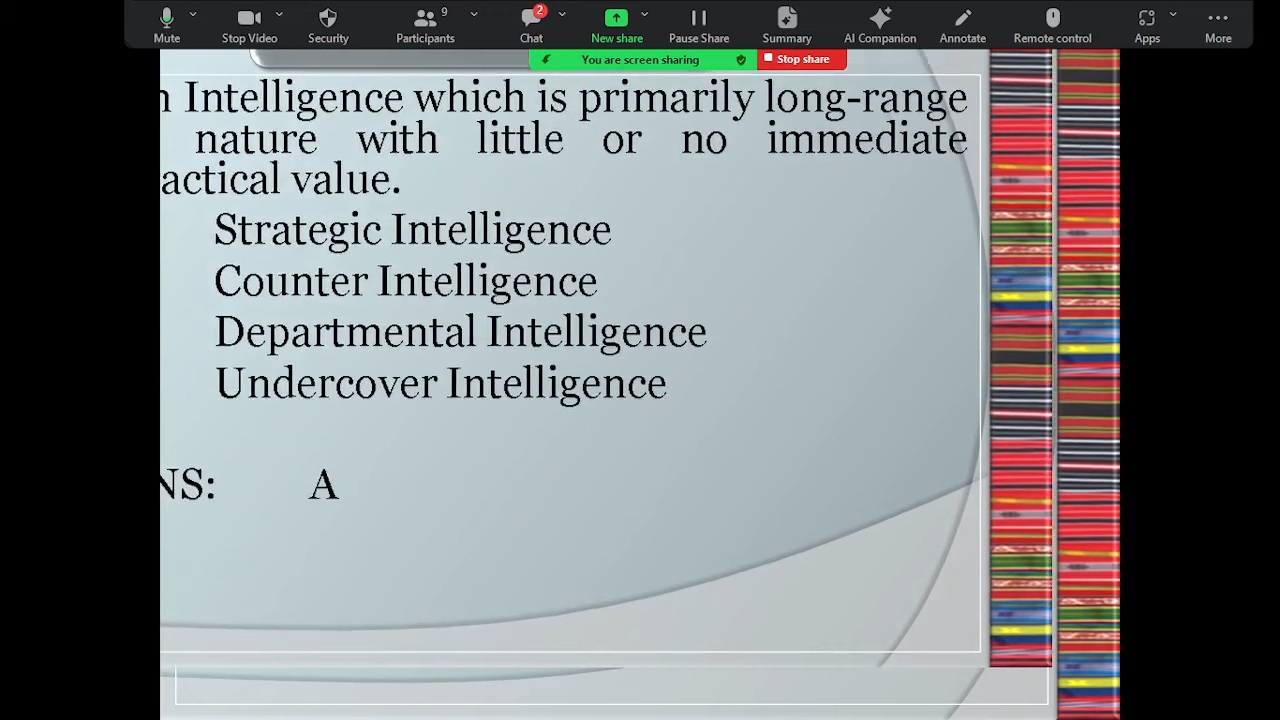 Mute
Stop Video
Security
Participants
9
Chat
2
New share
Pause Share
Summary
AI Companion
Annotate
Remote control
Apps
More
You are screen sharing
Stop share
Intelligence which is primarily long-range
nature with little or no immediate
actical value.
Strategic Intelligence
Counter Intelligence
Departmental Intelligence
Undercover Intelligence
NS: A